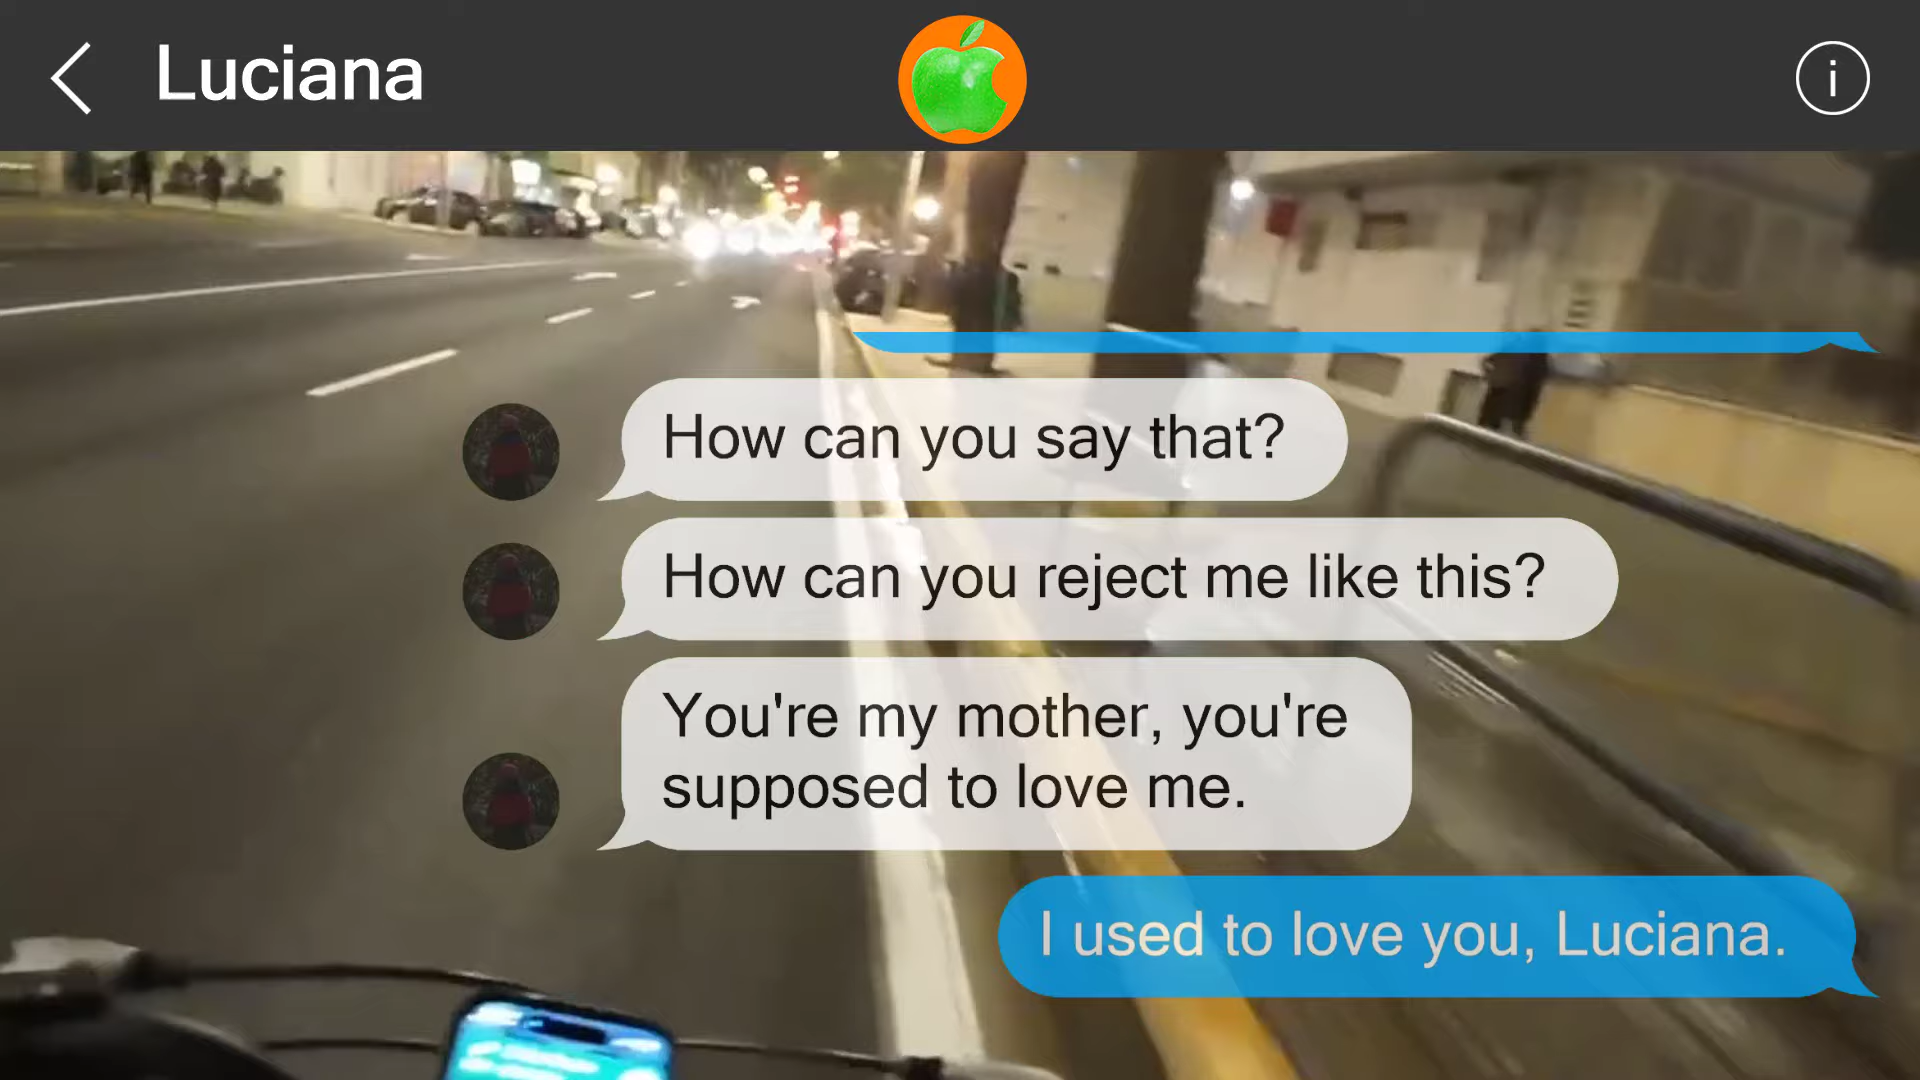 Luciana
How can you say that?
How can you reject me like this?
You're my mother, you're
supposed to love me.
I used to love you, Luciana.